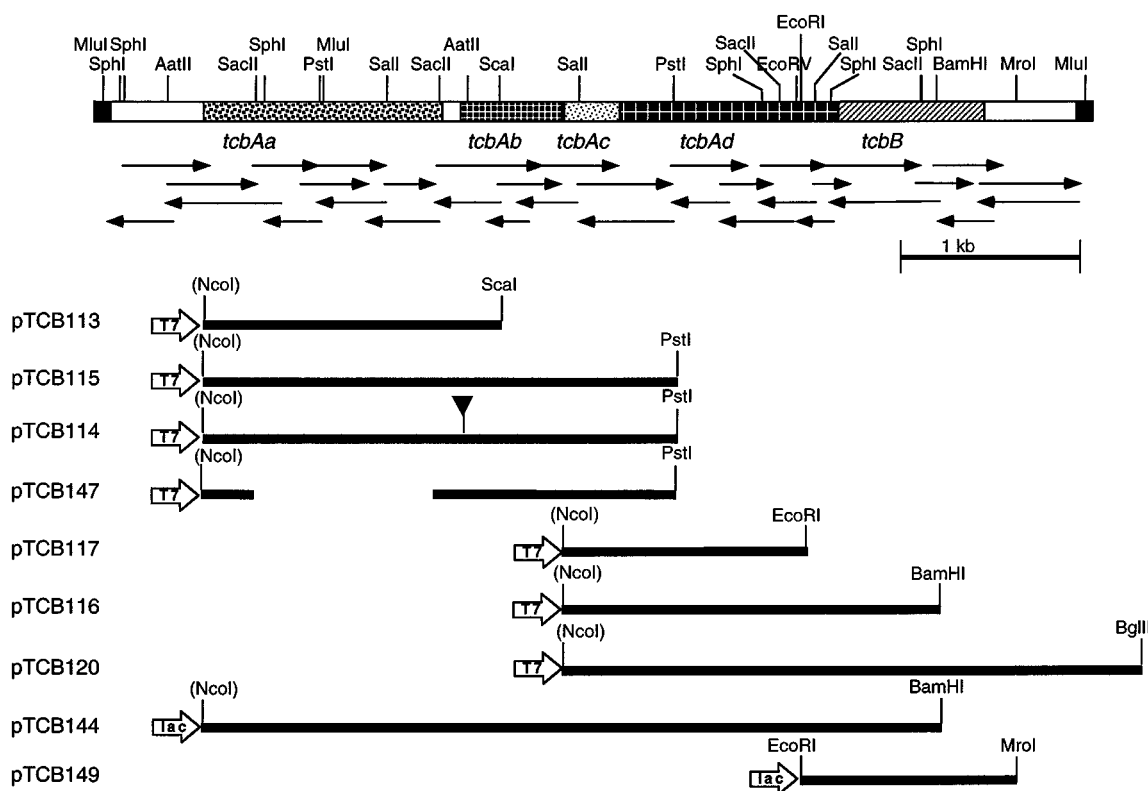 EcoRI
MluI SphI SphI MluI AatII SacII SalI SphI
SphI AatII SacII PstI SalI SacII ScaI SalI PstI SphI EcoRV SphI SacII BamHI MroI MluI
tcbAa tcbAb tcbAc tcbAd tcbB
1 kb
(NcoI) ScaI
pTCB113 T7
(NcoI) PstI
pTCB115 T7
(NcoI) PstI
pTCB114 T7
(NcoI) PstI
pTCB147 T7
(NcoI) EcoRI
pTCB117 T7
(NcoI) BamHI
pTCB116 T7
(NcoI) BglII
pTCB120 T7
(NcoI) BamHI
pTCB144 lac
EcoRI MroI
pTCB149 lac